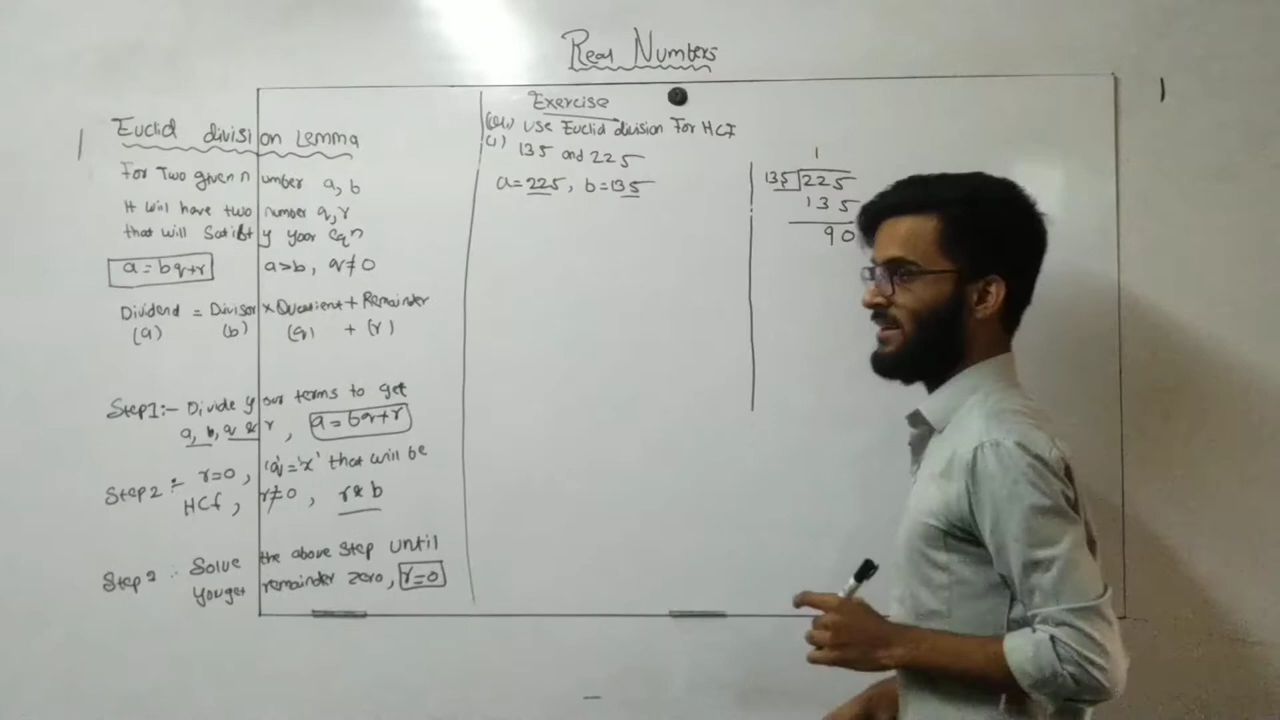 Real Numbers
Euclid division Lemma
For Two given number a, b
It will have two number q, r
that will Satisfy your eqn
a = bq+r a>b, q≠0
Dividend = Divisor × Quotient + Remainder
(a) (b) (q) + (r)
Step1:- Divide your terms to get
a, b, q & r , a = bq+r
Step2:- r=0, that will be
HCf, r≠0, r & b
Step : Solve the above step until
you get remainder zero, r=0
Exercise
Use Euclid division For HCF
(i) 135 and 225
a=225, b=135
1
135 225
135
90